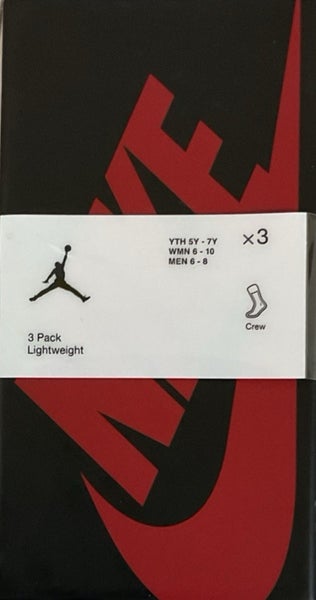 NIKE
YTH 5Y - 7Y
WMN 6 - 10
MEN 6 - 8
×3
Crew
3 Pack
Lightweight